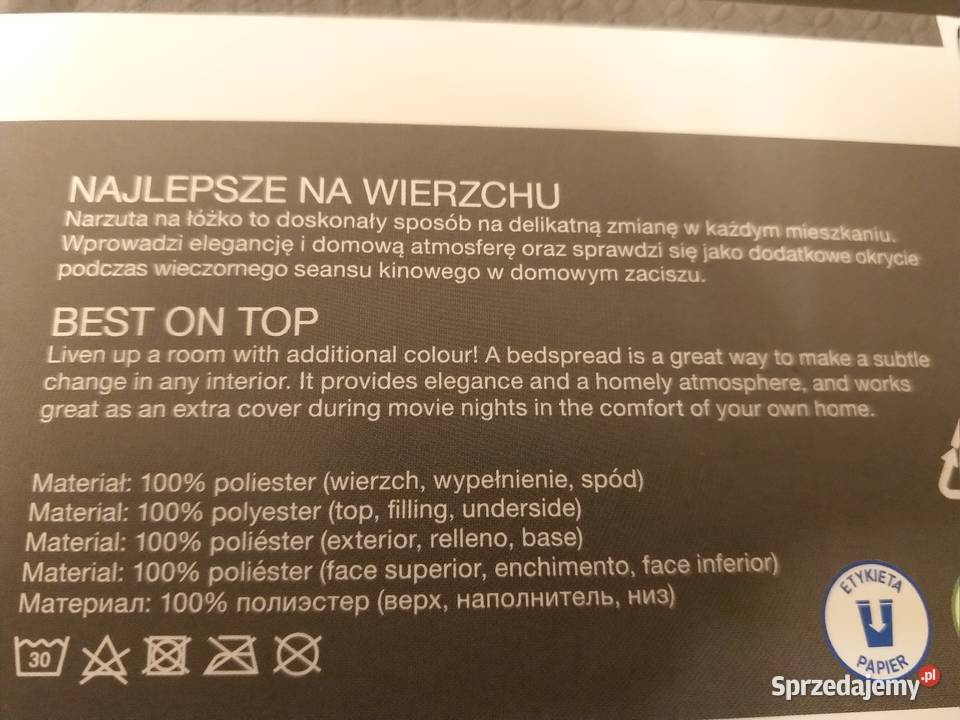 NAJLEPSZE NA WIERZCHU
Narzuta na łóżko to doskonały sposób na delikatną zmianę w każdym mieszkaniu.
Wprowadzi elegancję i domową atmosferę oraz sprawdzi się jako dodatkowe okrycie
podczas wieczornego seansu kinowego w domowym zaciszu.
BEST ON TOP
Liven up a room with additional colour! A bedspread is a great way to make a subtle
change in any interior. It provides elegance and a homely atmosphere, and works
great as an extra cover during movie nights in the comfort of your own home.
Materiał: 100% poliester (wierzch, wypełnienie, spód)
Material: 100% polyester (top, filling, underside)
Material: 100% poliéster (exterior, relleno, base)
Material: 100% poliéster (face superior, enchimento, face inferior)
Материал: 100% полиэстер (верх, наполнитель, низ)
30
ETYKIETA
PAPIER
Sprzedajemy.pl